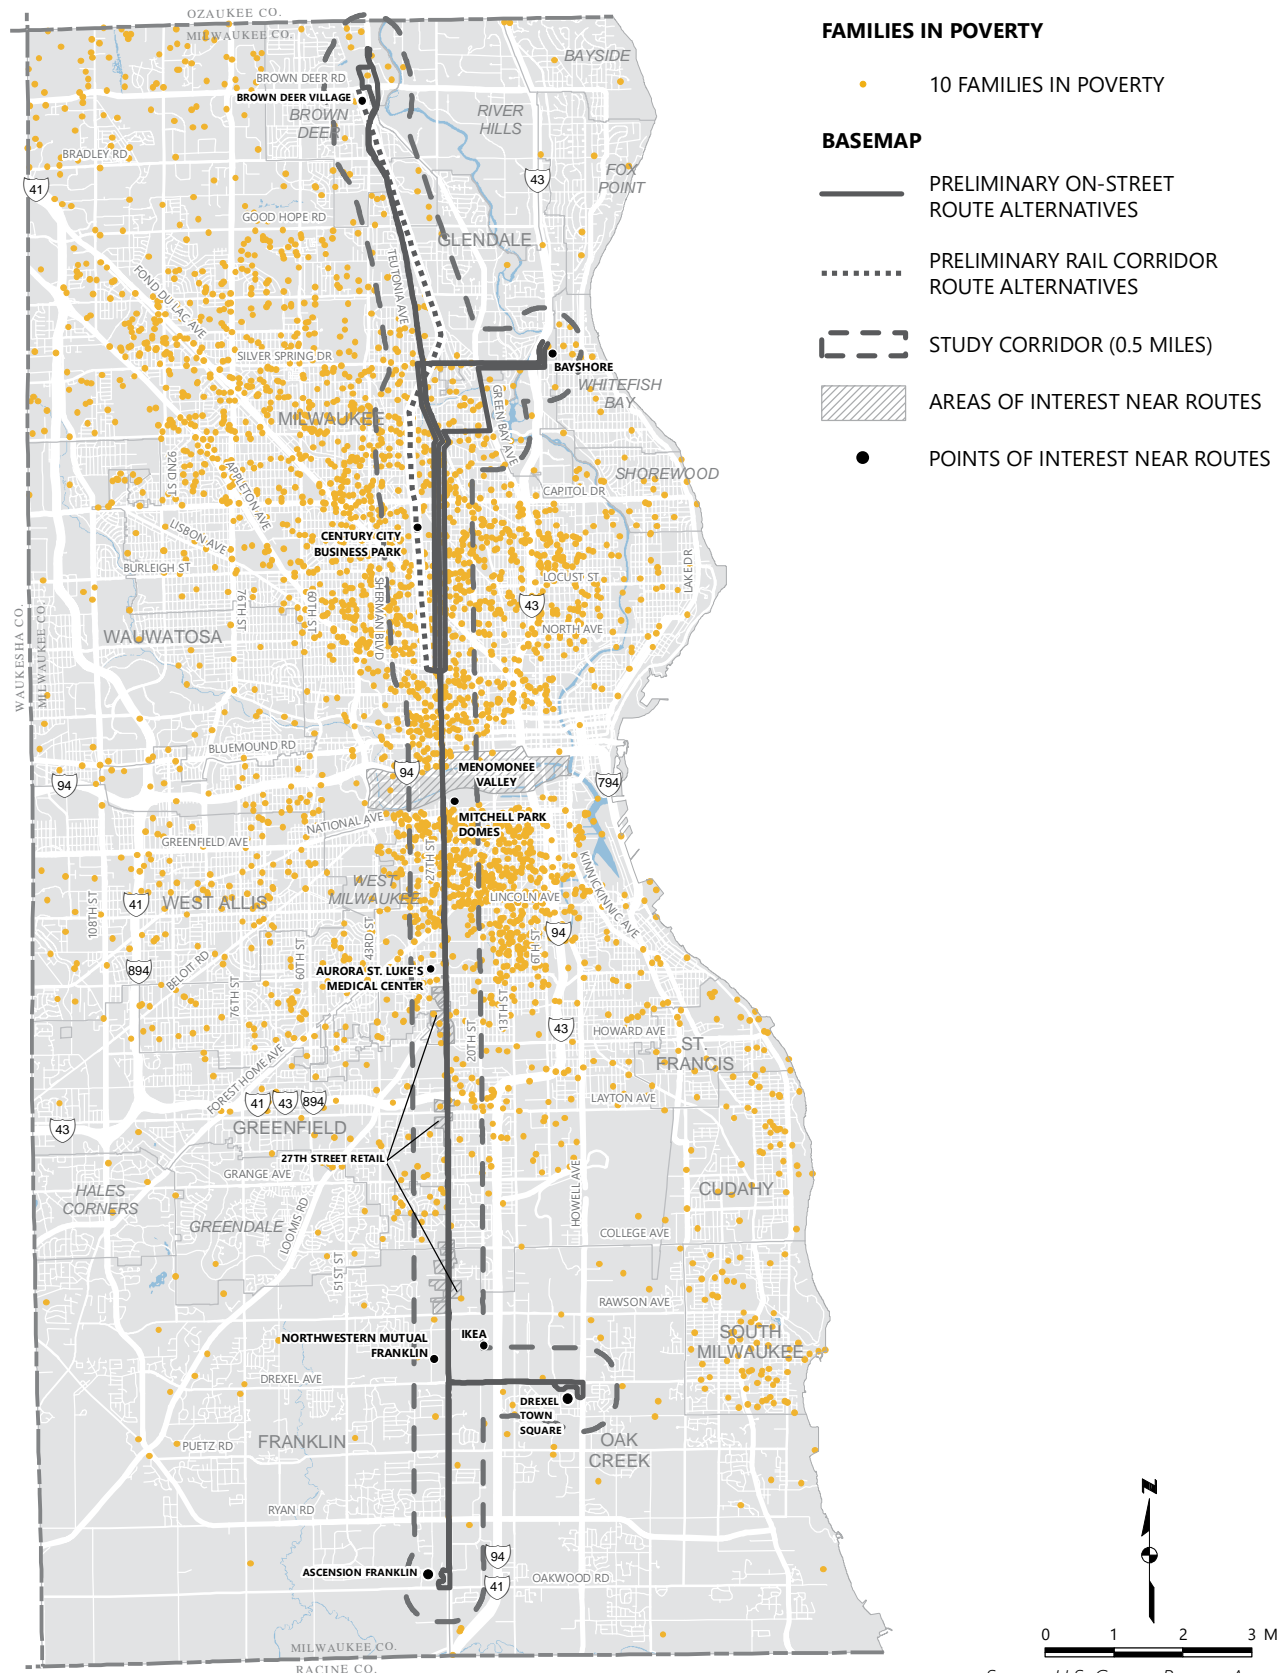 OZAUKEE CO.
MILWAUKEE CO.
BAYSIDE
BROWN DEER RD
BROWN DEER VILLAGE
BROWN
DEER
RIVER
HILLS
BRADLEY RD
FOX
POINT
41
43
GOOD HOPE RD
GLENDALE
TEUTONIA AVE
FOND DU LAC AVE
SILVER SPRING DR
BAYSHORE
WHITEFISH
BAY
GREEN BAY AVE
MILWAUKEE
92ND ST
APPLETON AVE
SHOREWOOD
CAPITOL DR
LISBON AVE
CENTURY CITY
BUSINESS PARK
BURLEIGH ST
LOCUST ST
LAKE DR
76TH ST
60TH ST
SHERMAN BLVD
43
NORTH AVE
WAUKESHA CO.
MILWAUKEE CO.
WAUWATOSA
BLUEMOUND RD
94
94
MENOMONEE
VALLEY
794
MITCHELL PARK
DOMES
NATIONAL AVE
GREENFIELD AVE
27TH ST
KINNICKINNIC AVE
WEST
MILWAUKEE
LINCOLN AVE
108TH ST
41
WEST ALLIS
43RD ST
60TH ST
6TH ST
94
894
BELOIT RD
AURORA ST. LUKE'S
MEDICAL CENTER
76TH ST
13TH ST
20TH ST
43
HOWARD AVE
ST.
FRANCIS
FOREST HOME AVE
LAYTON AVE
41
43
894
43
GREENFIELD
27TH STREET RETAIL
GRANGE AVE
HALES
CORNERS
GREENDALE
LOOMIS RD
HOWELL AVE
CUDAHY
COLLEGE AVE
51ST ST
RAWSON AVE
NORTHWESTERN MUTUAL
FRANKLIN
IKEA
SOUTH
MILWAUKEE
DREXEL AVE
DREXEL
TOWN
SQUARE
PUETZ RD
FRANKLIN
OAK
CREEK
RYAN RD
94
ASCENSION FRANKLIN
41
OAKWOOD RD
MILWAUKEE CO.
RACINE CO.
FAMILIES IN POVERTY
10 FAMILIES IN POVERTY
BASEMAP
PRELIMINARY ON-STREET
ROUTE ALTERNATIVES
PRELIMINARY RAIL CORRIDOR
ROUTE ALTERNATIVES
STUDY CORRIDOR (0.5 MILES)
AREAS OF INTEREST NEAR ROUTES
POINTS OF INTEREST NEAR ROUTES
N
0 1 2 3 M